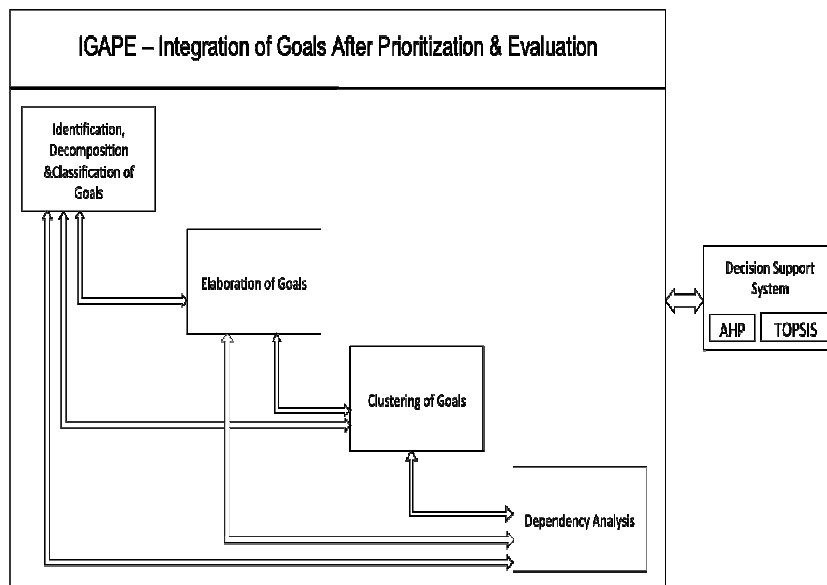 IGAPE – Integration of Goals After Prioritization & Evaluation
Identification,
Decomposition
&Classification of
Goals
Elaboration of Goals
Clustering of Goals
Dependency Analysis
Decision Support
System
AHP
TOPSIS